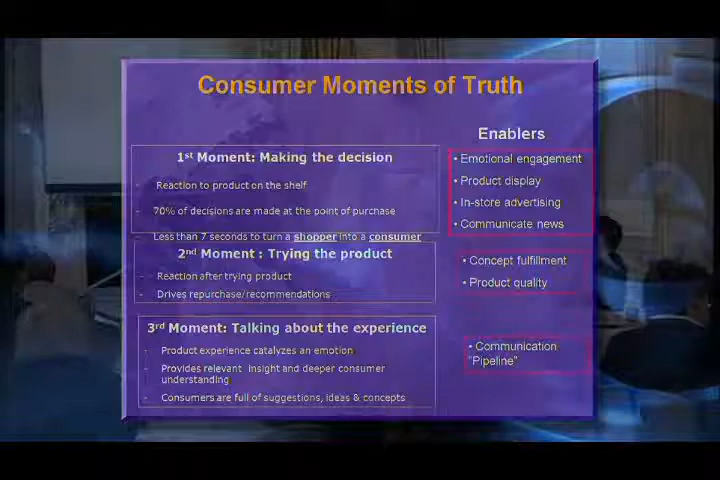 Consumer Moments of Truth
Enablers
1st Moment: Making the decision
- Reaction to product on the shelf
- 70% of decisions are made at the point of purchase
- Less than 7 seconds to turn a shopper into a consumer
• Emotional engagement
• Product display
• In-store advertising
• Communicate news
2nd Moment : Trying the product
- Reaction after trying product
- Drives repurchase/recommendations
• Concept fulfillment
• Product quality
3rd Moment: Talking about the experience
- Product experience catalyzes an emotion
- Provides relevant insight and deeper consumer
understanding
- Consumers are full of suggestions, ideas & concepts
• Communication
"Pipeline"